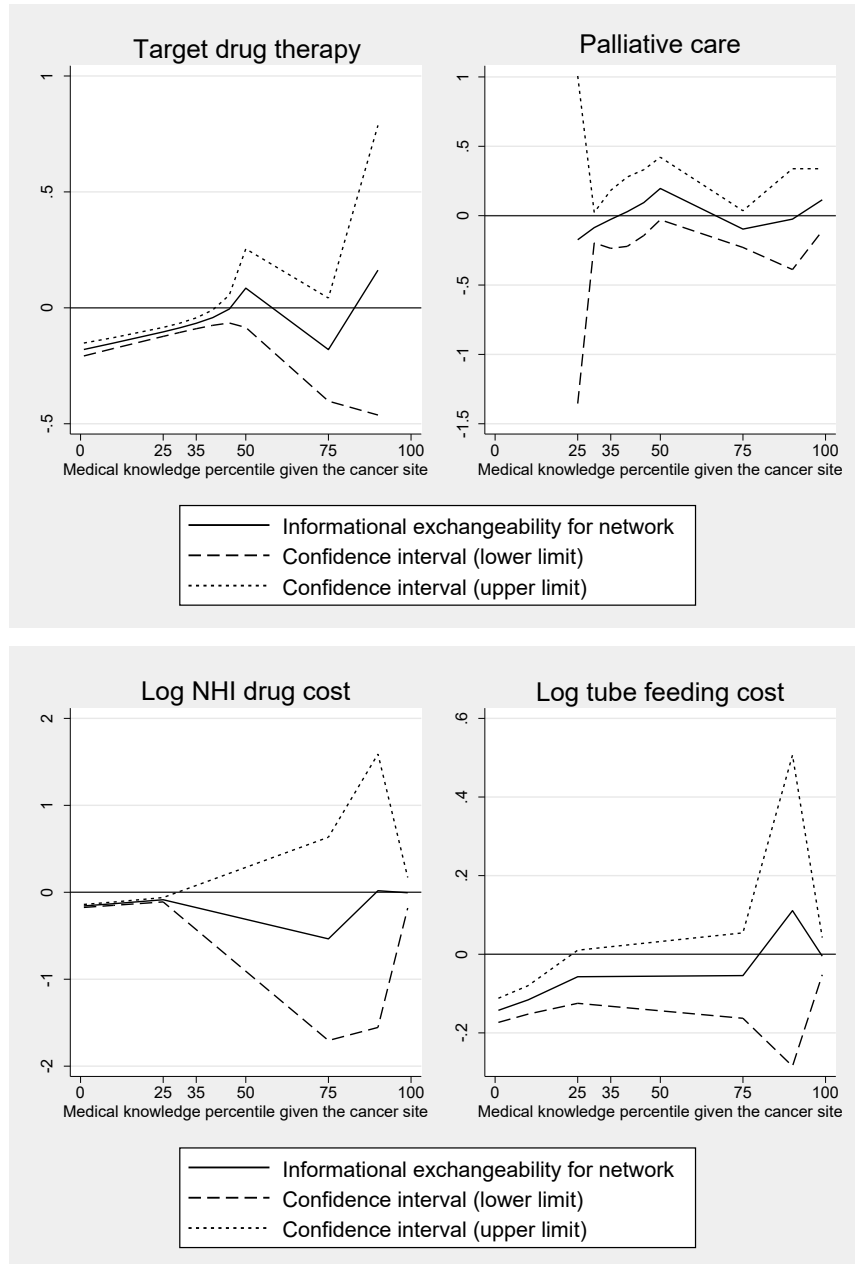 Target drug therapy
Palliative care
1
.5
0
-.5
0 25 35 50 75 100
Medical knowledge percentile given the cancer site
1
.5
0
-.5
-1
-1.5
0 25 35 50 75 100
Medical knowledge percentile given the cancer site
Informational exchangeability for network
Confidence interval (lower limit)
Confidence interval (upper limit)
Log NHI drug cost
Log tube feeding cost
2
1
0
-1
-2
0 25 35 50 75 100
Medical knowledge percentile given the cancer site
.6
.4
.2
0
-.2
0 25 35 50 75 100
Medical knowledge percentile given the cancer site
Informational exchangeability for network
Confidence interval (lower limit)
Confidence interval (upper limit)